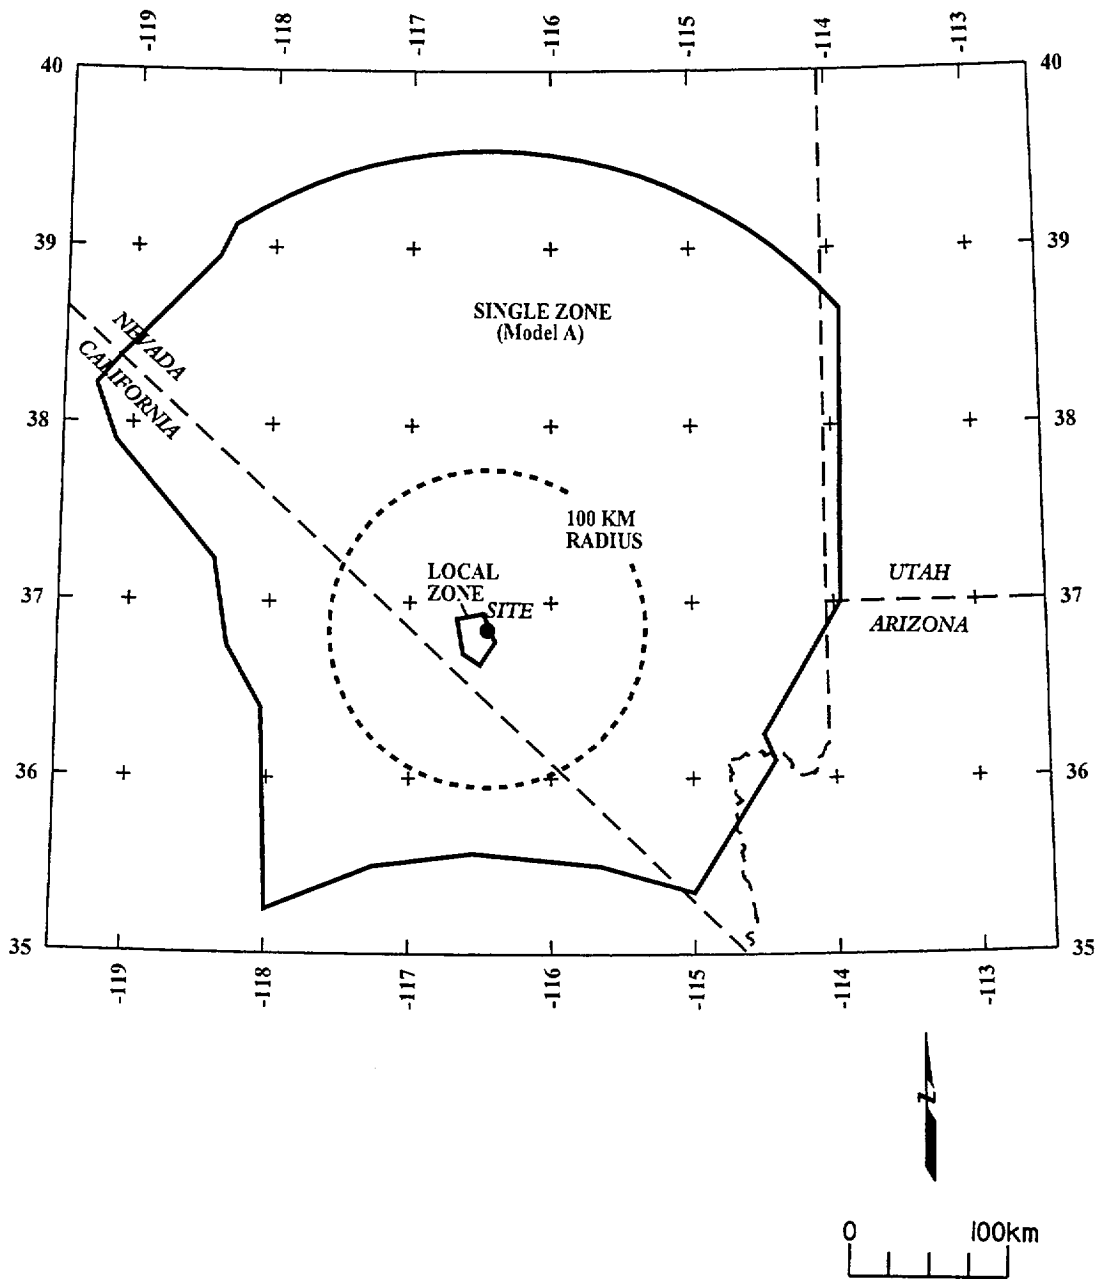 -119
-118
-117
-116
-115
-114
-113
40
40
39
39
SINGLE ZONE
(Model A)
NEVADA
CALIFORNIA
38
38
100 KM
RADIUS
LOCAL
ZONE
SITE
37
37
UTAH
ARIZONA
36
36
35
35
-119
-118
-117
-116
-115
-114
-113
Z
0 100km